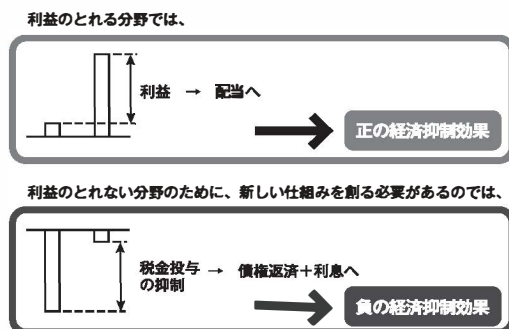 利益のとれる分野では、
利益 → 配当へ
正の経済抑制効果
利益のとれない分野のために、新しい仕組みを創る必要があるのでは、
税金投与 → 債権返済＋利息へ
の抑制
負の経済抑制効果